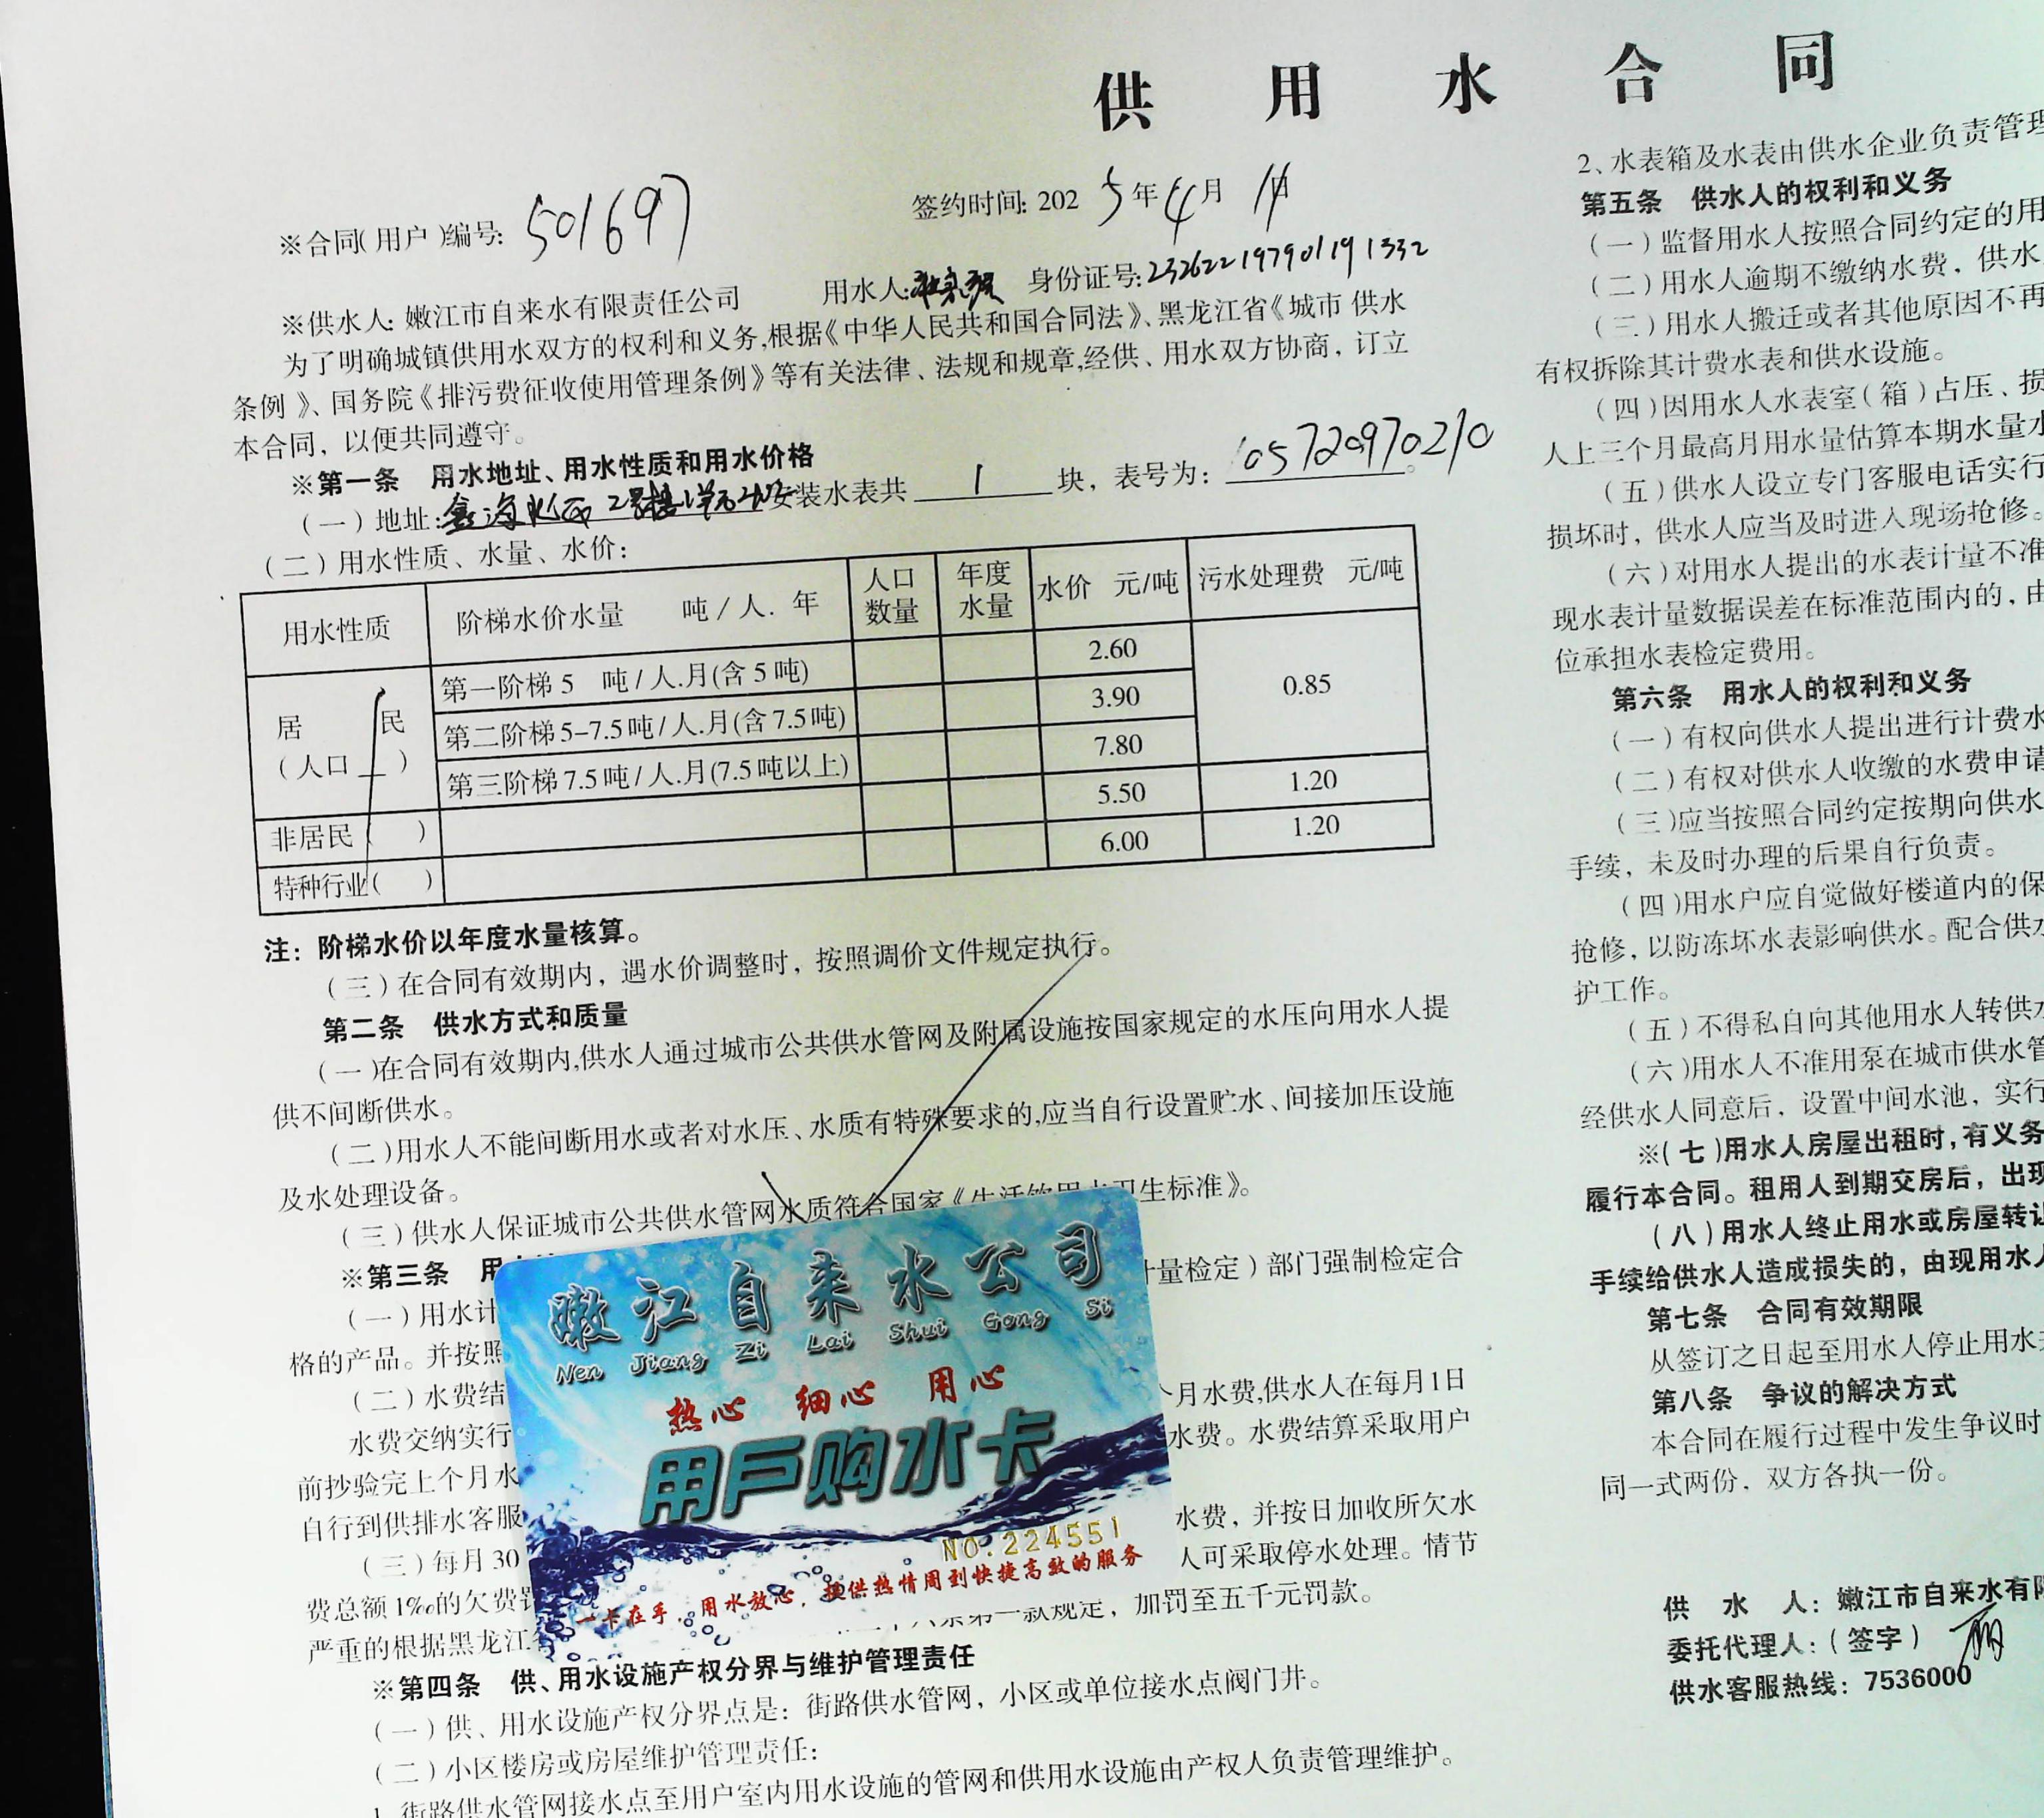 供 用 水 合 同
※合同(用户)编号: 501697
签约时间: 2025年4月1日
※供水人: 嫩江市自来水有限责任公司 用水人: 身份证号: 232622197901191332
为了明确城镇供用水双方的权利和义务,根据《中华人民共和国合同法》、黑龙江省《城市 供水
条例》、国务院《排污费征收使用管理条例》等有关法律、法规和规章,经供、用水双方协商，订立
本合同，以便共同遵守。
※第一条 用水地址、用水性质和用水价格
(一)地址: 安装水表共 1 块，表号为: 105720970210。
(二)用水性质、水量、水价:
用水性质 阶梯水价水量 吨/人.年 人口数量 年度水量 水价 元/吨 污水处理费 元/吨
居 民 (人口 )
第一阶梯5 吨/人.月(含5吨) 2.60 0.85
第二阶梯5-7.5吨/人.月(含7.5吨) 3.90
第三阶梯7.5吨/人.月(7.5吨以上) 7.80
非居民( ) 5.50 1.20
特种行业( ) 6.00 1.20
注: 阶梯水价以年度水量核算。
(三)在合同有效期内，遇水价调整时，按照调价文件规定执行。
第二条 供水方式和质量
(一)在合同有效期内,供水人通过城市公共供水管网及附属设施按国家规定的水压向用水人提
供不间断供水。
(二)用水人不能间断用水或者对水压、水质有特殊要求的,应当自行设置贮水、间接加压设施
及水处理设备。
(三)供水人保证城市公共供水管网水质符合国家《生活饮用水卫生标准》。
※第三条 用
(一)用水计 计量检定)部门强制检定合
格的产品。并按照
(二)水费结 个月水费,供水人在每月1日
水费交纳实行
前抄验完上个月水 水费。水费结算采取用户
自行到供排水客服
(三)每月30 水费，并按日加收所欠水
费总额1‰的欠费 人可采取停水处理。情节
严重的根据黑龙江 条第一款规定，加罚至五千元罚款。
※第四条 供、用水设施产权分界与维护管理责任
(一)供、用水设施产权分界点是: 街路供水管网，小区或单位接水点阀门井。
(二)小区楼房或房屋维护管理责任:
1、街路供水管网接水点至用户室内用水设施的管网和供用水设施由产权人负责管理维护。
嫩江自来水公司
Nen Jiang Zi Lai Shui Gong Si
热心 细心 用心
用户购水卡
NO.224551
一卡在手，用水放心，提供热情周到快捷高效的服务
2、水表箱及水表由供水企业负责管理
第五条 供水人的权利和义务
(一)监督用水人按照合同约定的用
(二)用水人逾期不缴纳水费，供水
(三)用水人搬迁或者其他原因不再
有权拆除其计费水表和供水设施。
(四)因用水人水表室(箱)占压、损
人上三个月最高月用水量估算本期水量水
(五)供水人设立专门客服电话实行
损坏时，供水人应当及时进入现场抢修。
(六)对用水人提出的水表计量不准
现水表计量数据误差在标准范围内的，由
位承担水表检定费用。
第六条 用水人的权利和义务
(一)有权向供水人提出进行计费水
(二)有权对供水人收缴的水费申请
(三)应当按照合同约定按期向供水
手续，未及时办理的后果自行负责。
(四)用水户应自觉做好楼道内的保
抢修，以防冻坏水表影响供水。配合供水
护工作。
(五)不得私自向其他用水人转供水
(六)用水人不准用泵在城市供水管
经供水人同意后，设置中间水池，实行
※(七)用水人房屋出租时,有义务
履行本合同。租用人到期交房后，出现
(八)用水人终止用水或房屋转让
手续给供水人造成损失的，由现用水人
第七条 合同有效期限
从签订之日起至用水人停止用水
第八条 争议的解决方式
本合同在履行过程中发生争议时
同一式两份，双方各执一份。
供 水 人: 嫩江市自来水有限
委托代理人: (签字)
供水客服热线: 7536000